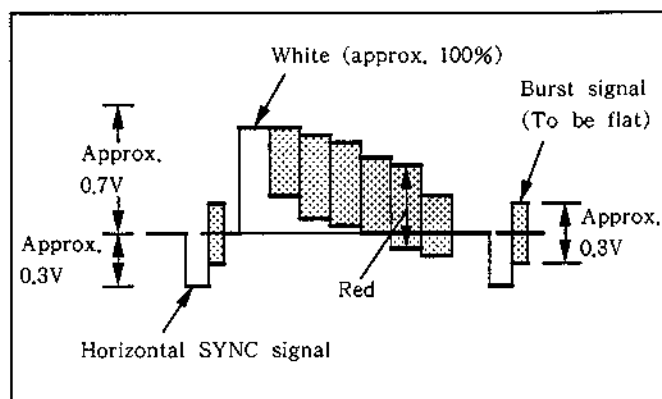 White (approx. 100%)
Burst signal
(To be flat)
Approx.
0.7V
Approx.
0.3V
Approx.
0.3V
Red
Horizontal SYNC signal